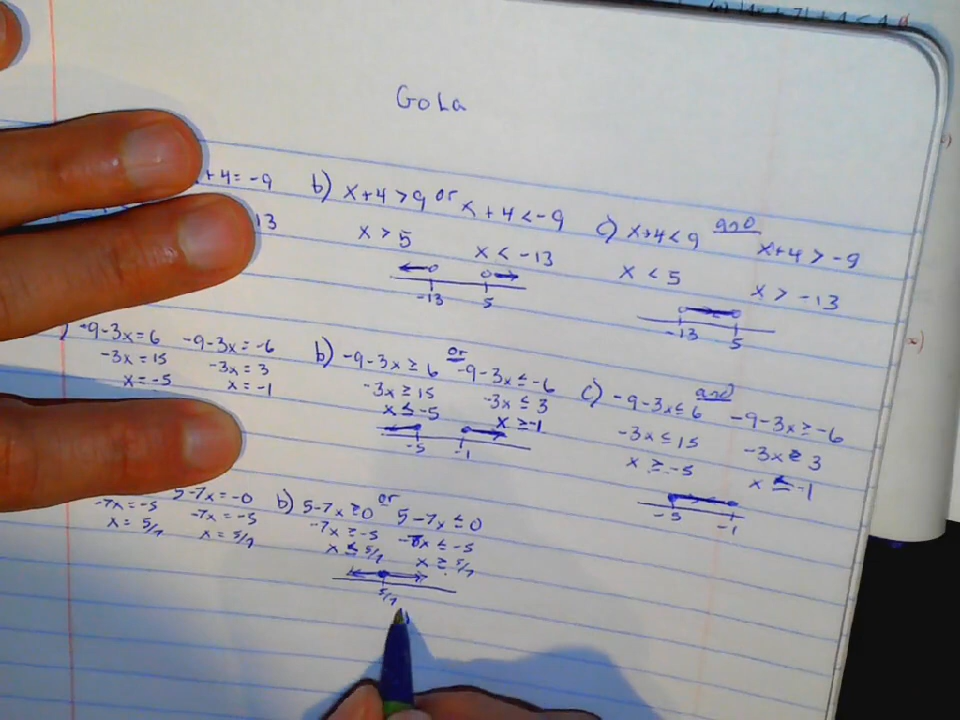 GoLa
+4=-9 b) x+4>9 or x+4<-9 c) x+4<9 and x+4>-9
13 x>5 x<-13 x<5 x>-13
-13 5 -13 5
) -9-3x=6 -9-3x=-6 b) -9-3x≥6 or -9-3x≤-6 c) -9-3x≤6 and -9-3x≥-6
-3x=15 -3x=3 -3x≥15 -3x≤3 -3x≤15 -3x≥3
x=-5 x=-1 x≤-5 x≥-1 x≥-5 x≤-1
-5 -1 -5 -1
5-7x=-0 b) 5-7x≥0 or 5-7x≤0
-7x=-5 -7x=-5 -7x≥-5 -7x≤-5
x=5/7 x=5/7 x≤5/7 x≥5/7
5/7